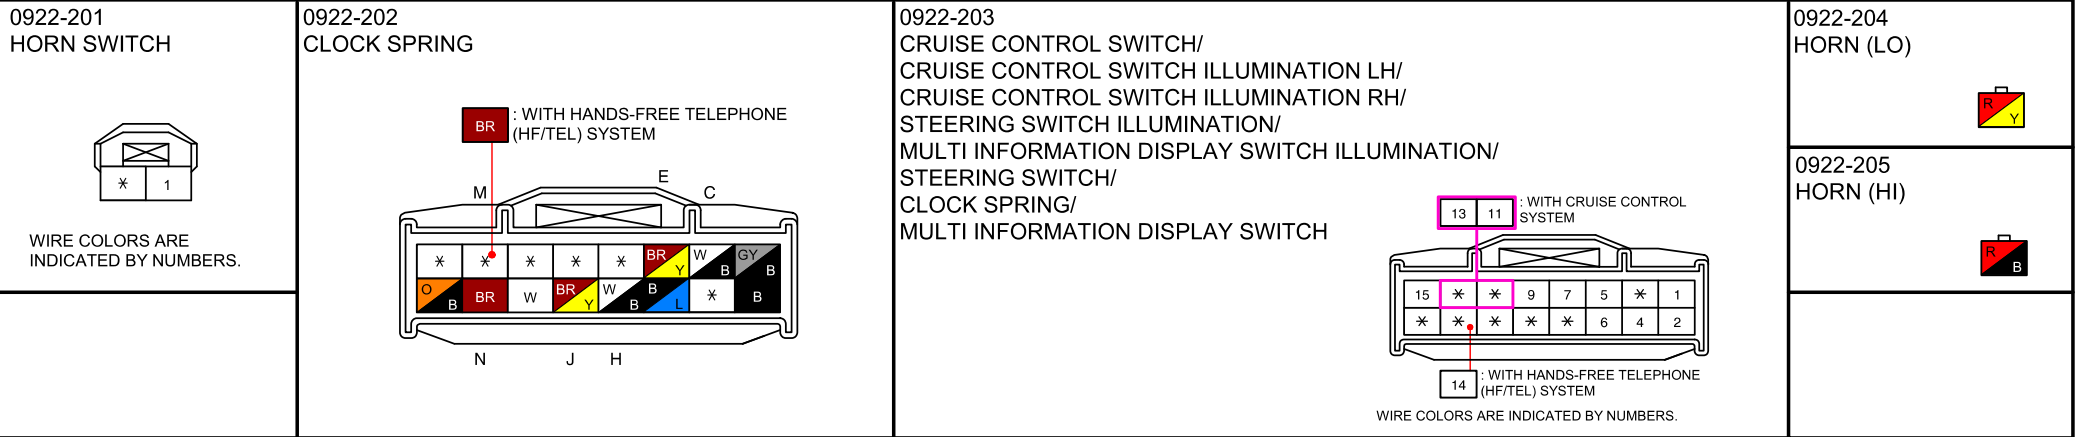 0922-201
HORN SWITCH
* 1
WIRE COLORS ARE
INDICATED BY NUMBERS.
0922-202
CLOCK SPRING
BR : WITH HANDS-FREE TELEPHONE
(HF/TEL) SYSTEM
M E C
* * * * * BR Y W B GY B
O B BR W BR Y W B B L * B
N J H
0922-203
CRUISE CONTROL SWITCH/
CRUISE CONTROL SWITCH ILLUMINATION LH/
CRUISE CONTROL SWITCH ILLUMINATION RH/
STEERING SWITCH ILLUMINATION/
MULTI INFORMATION DISPLAY SWITCH ILLUMINATION/
STEERING SWITCH/
CLOCK SPRING/
MULTI INFORMATION DISPLAY SWITCH
13 11 : WITH CRUISE CONTROL
SYSTEM
15 * * 9 7 5 * 1
* * * * * 6 4 2
14 : WITH HANDS-FREE TELEPHONE
(HF/TEL) SYSTEM
WIRE COLORS ARE INDICATED BY NUMBERS.
0922-204
HORN (LO)
R Y
0922-205
HORN (HI)
R B